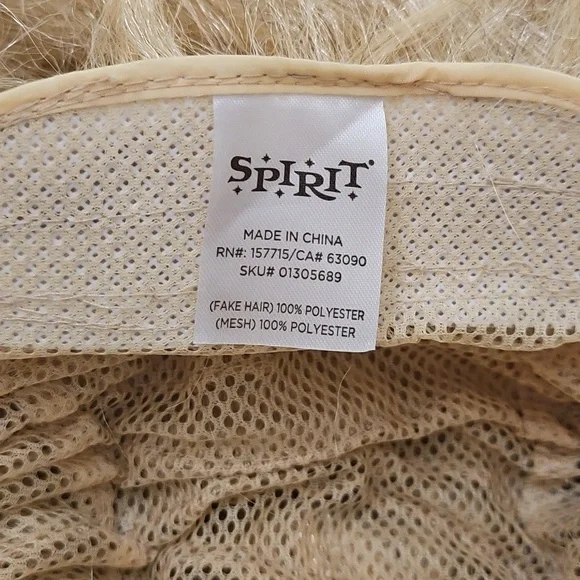 SPIRIT
MADE IN CHINA
RN#: 157715/CA# 63090
SKU# 01305689
(FAKE HAIR) 100% POLYESTER
(MESH) 100% POLYESTER